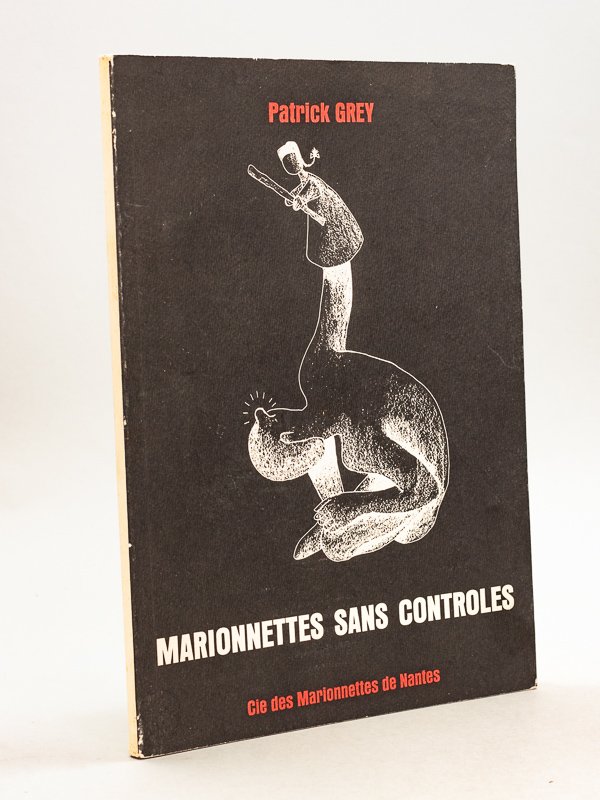 Patrick GREY
MARIONNETTES SANS CONTROLES
Cie des Marionnettes de Nantes